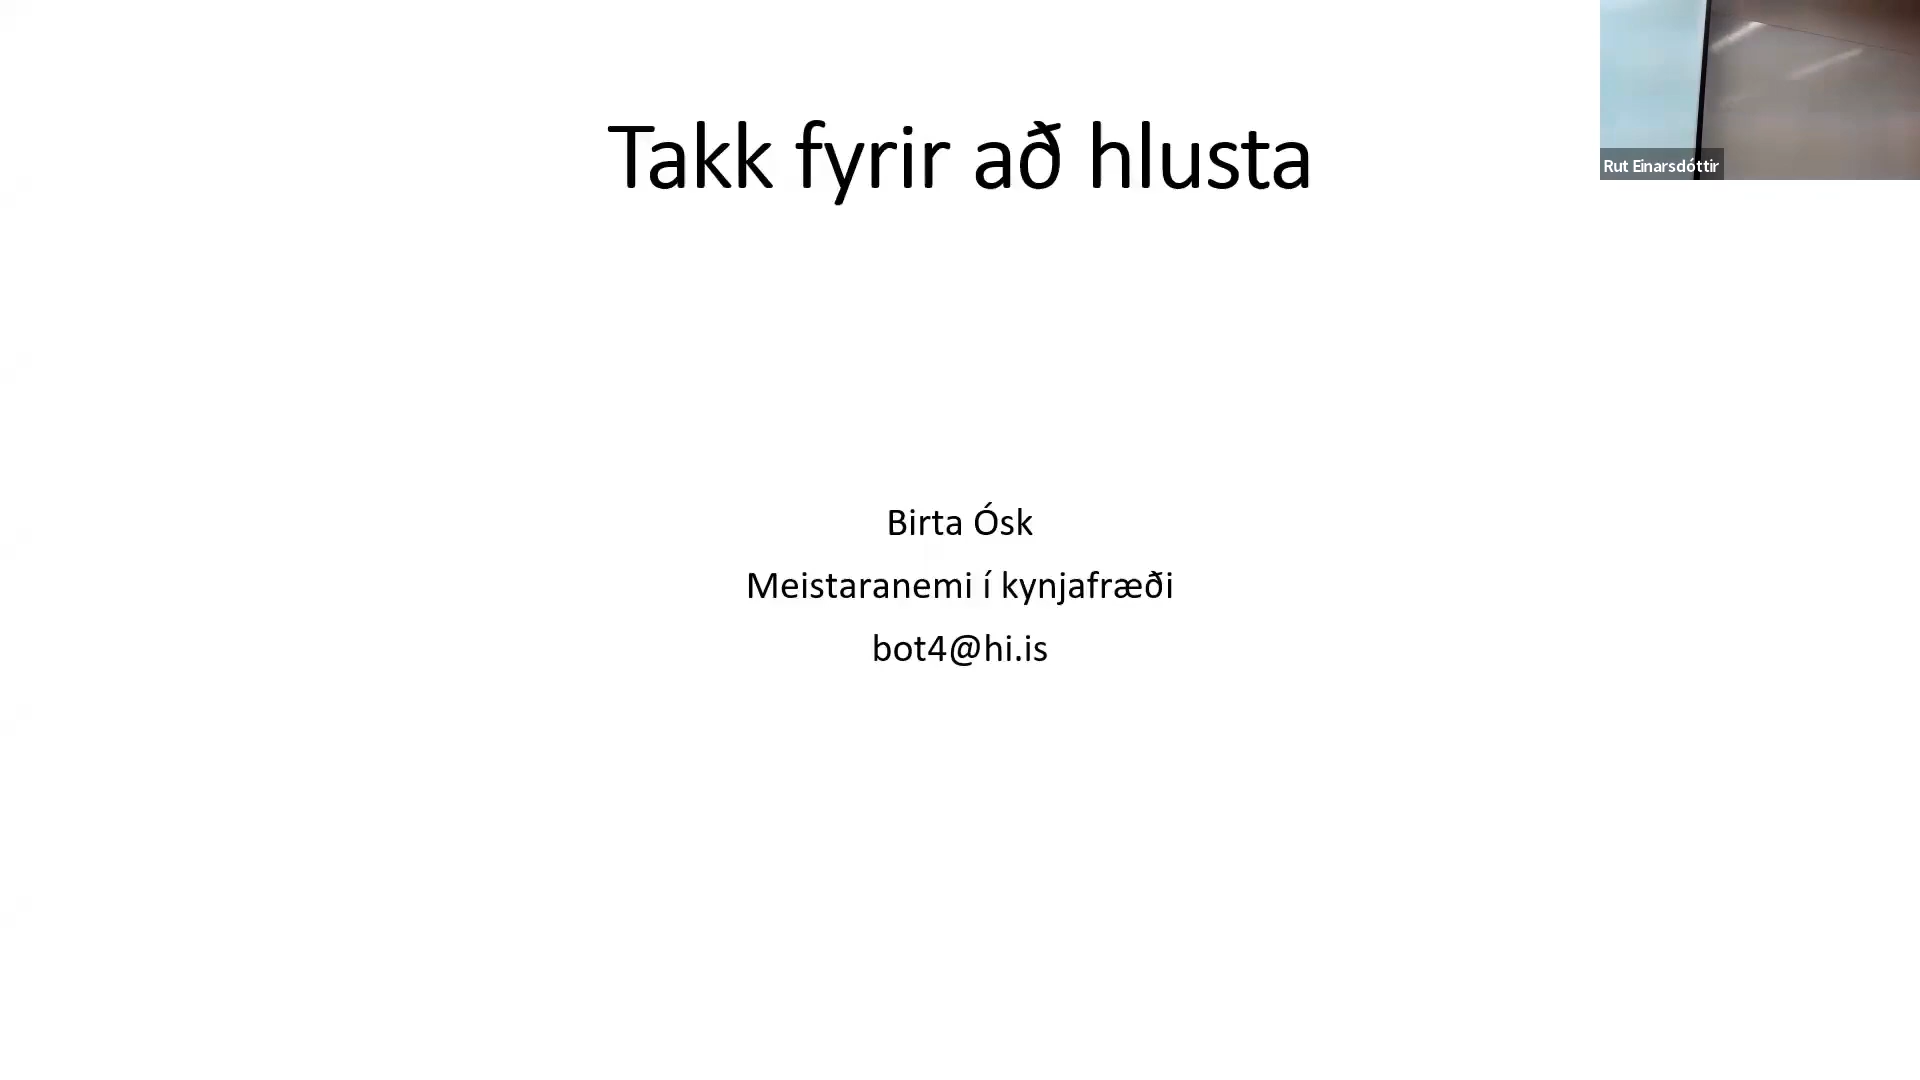 Takk fyrir að hlusta
Rut Einarsdóttir
Birta Ósk
Meistaranemi í kynjafræði
bot4@hi.is